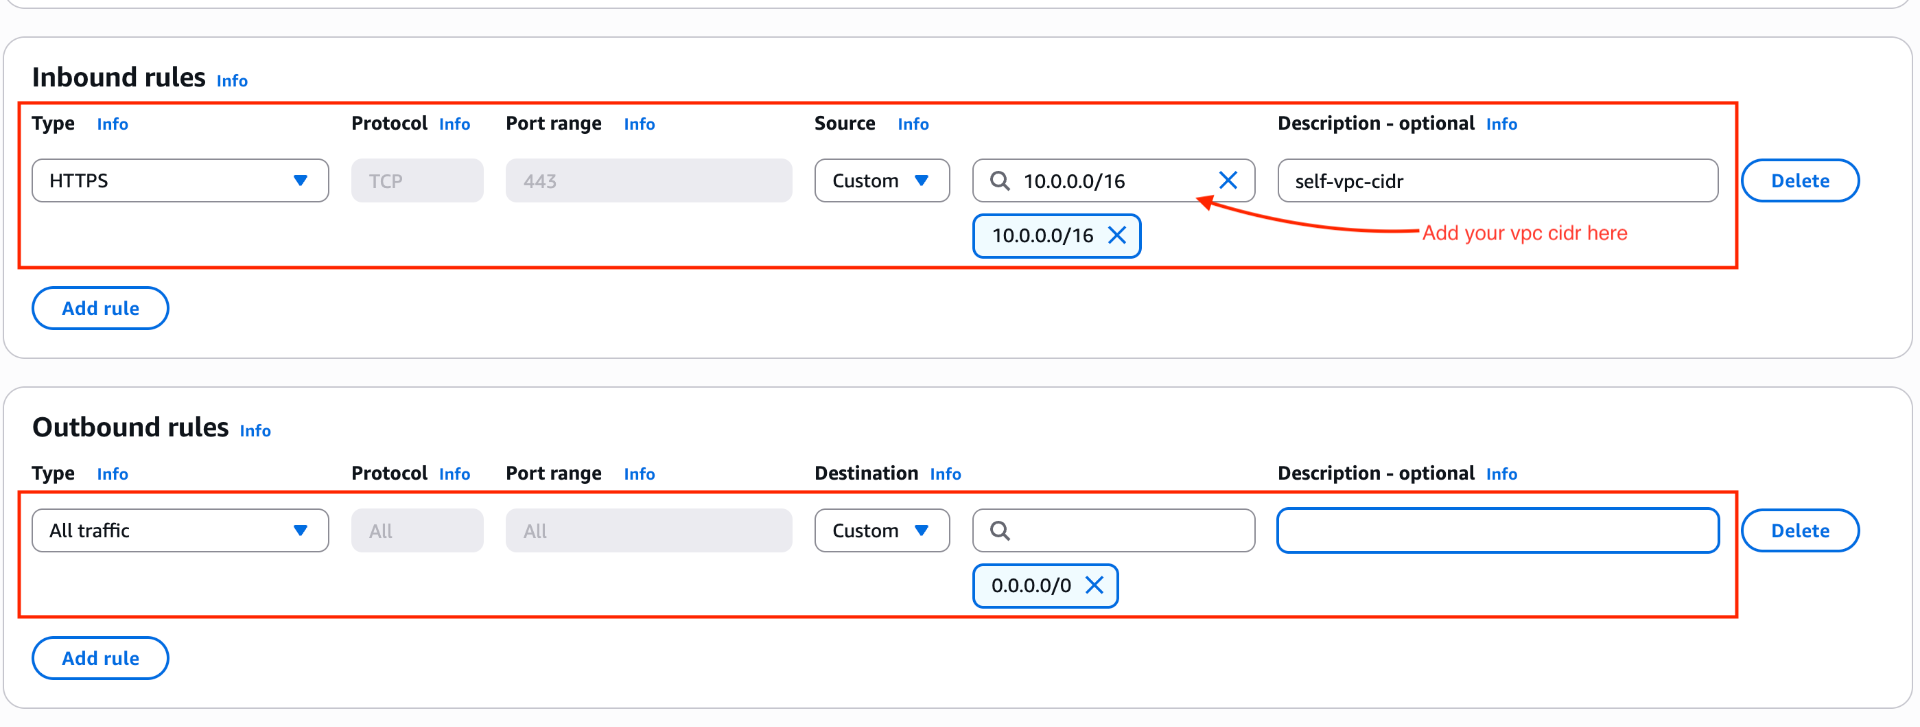 Inbound rules Info
Type Info Protocol Info Port range Info Source Info Description - optional Info
HTTPS TCP 443 Custom 10.0.0.0/16 self-vpc-cidr Delete
10.0.0.0/16 Add your vpc cidr here
Add rule
Outbound rules Info
Type Info Protocol Info Port range Info Destination Info Description - optional Info
All traffic All All Custom Delete
0.0.0.0/0
Add rule